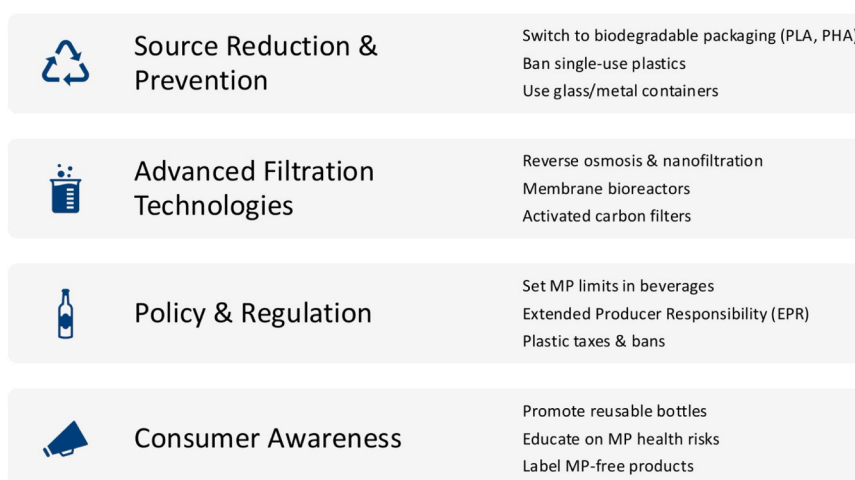 Source Reduction &
Prevention
Switch to biodegradable packaging (PLA, PHA)
Ban single-use plastics
Use glass/metal containers
Advanced Filtration
Technologies
Reverse osmosis & nanofiltration
Membrane bioreactors
Activated carbon filters
Policy & Regulation
Set MP limits in beverages
Extended Producer Responsibility (EPR)
Plastic taxes & bans
Consumer Awareness
Promote reusable bottles
Educate on MP health risks
Label MP-free products